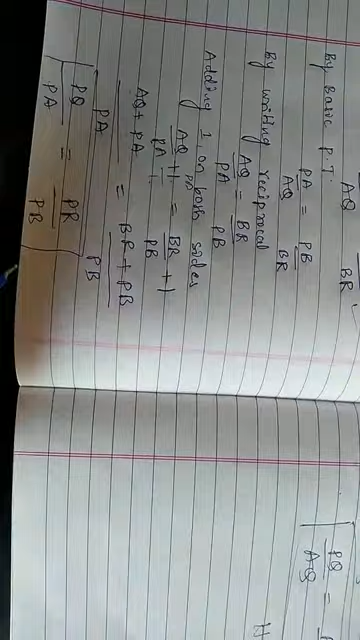 AQ BR
By Basic P.T.
PA/AQ = PB/BR
By writing reciprocal
AQ/PA = BR/PB
Adding 1, on both sides
AQ/PA + 1 = BR/PB + 1
AQ + PA/PA = BR + PB/PB
PQ/PA = PR/PB
PQ/AQ =